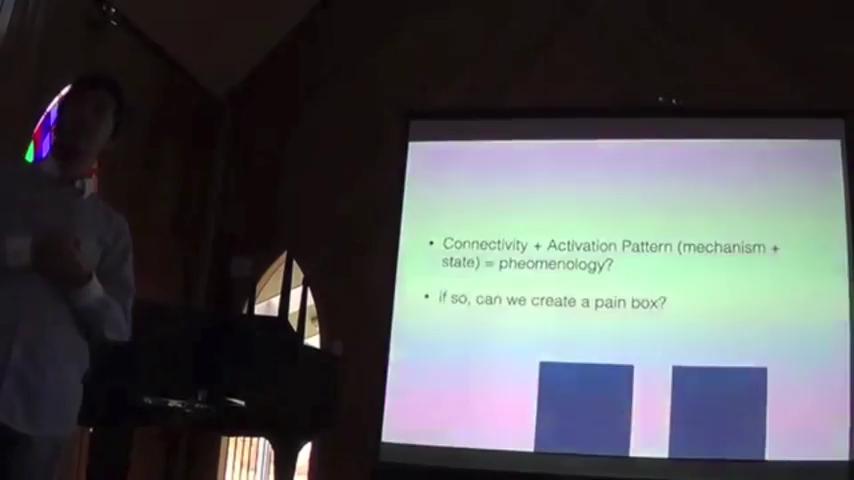 • Connectivity + Activation Pattern (mechanism +
state) = pheomenology?
• if so, can we create a pain box?